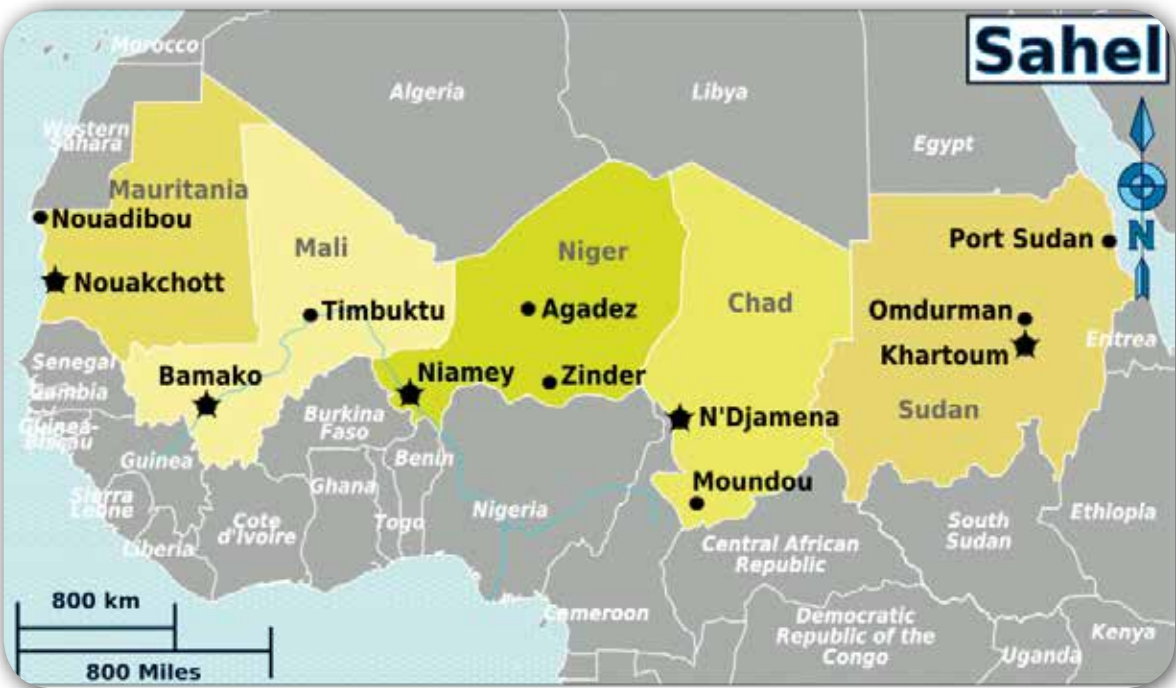 Sahel
Morocco
Algeria
Libya
Egypt
Western
Sahara
Mauritania
Nouadibou
Nouakchott
Mali
Timbuktu
Bamako
Niger
Agadez
Niamey
Zinder
Chad
N'Djamena
Moundou
Port Sudan
N
Omdurman
Khartoum
Sudan
Eritrea
Senegal
Gambia
Guinea-
Bissau
Guinea
Sierra
Leone
Liberia
Cote
d'Ivoire
Burkina
Faso
Ghana
Togo
Benin
Nigeria
Cameroon
Central African
Republic
South
Sudan
Ethiopia
Democratic
Republic of the
Congo
Uganda
Kenya
800 km
800 Miles